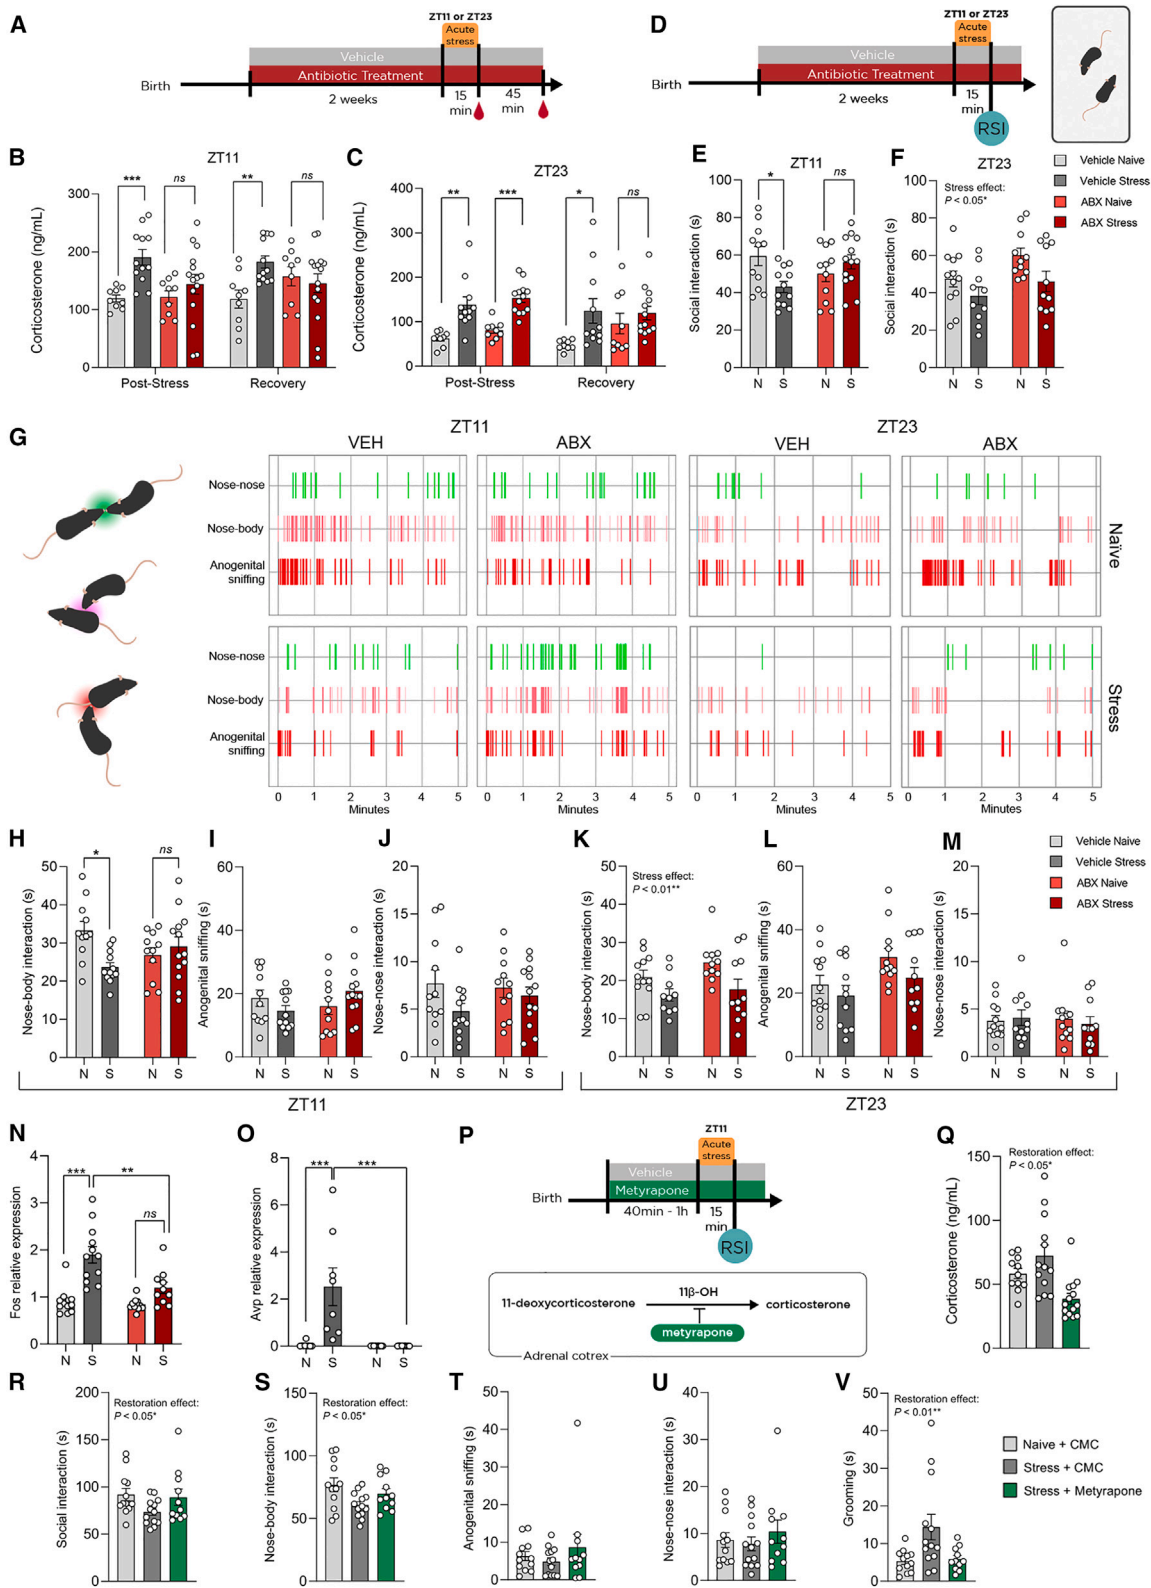 A
ZT11 or ZT23
Acute
stress
Vehicle
Antibiotic Treatment
Birth
2 weeks
15
min
45
min
D
ZT11 or ZT23
Acute
stress
Vehicle
Antibiotic Treatment
Birth
2 weeks
15
min
RSI
B
ZT11
Corticosterone (ng/mL)
300
200
100
0
***
ns
**
ns
Post-Stress
Recovery
C
ZT23
Corticosterone (ng/mL)
400
300
200
100
0
**
***
*
ns
Post-Stress
Recovery
E
ZT11
Social interaction (s)
100
80
60
40
20
0
*
ns
N S N S
F
ZT23
Social interaction (s)
100
80
60
40
20
0
Stress effect:
P < 0.05*
N S N S
Vehicle Naive
Vehicle Stress
ABX Naive
ABX Stress
G
ZT11
ZT23
VEH
ABX
VEH
ABX
Nose-nose
Nose-body
Anogenital
sniffing
Naïve
Nose-nose
Nose-body
Anogenital
sniffing
Stress
0 1 2 3 4 5
Minutes
0 1 2 3 4 5
Minutes
0 1 2 3 4 5
Minutes
0 1 2 3 4 5
Minutes
H
Nose-body interaction (s)
50
40
30
20
10
0
*
ns
N S N S
I
Anogenital sniffing (s)
60
40
20
0
N S N S
J
Nose-nose interaction (s)
20
15
10
5
0
N S N S
ZT11
K
Nose-body interaction (s)
50
40
30
20
10
0
Stress effect:
P < 0.01**
N S N S
L
Anogenital sniffing (s)
60
40
20
0
N S N S
M
Nose-nose interaction (s)
20
15
10
5
0
N S N S
ZT23
Vehicle Naive
Vehicle Stress
ABX Naive
ABX Stress
N
Fos relative expression
4
3
2
1
0
***
**
ns
N S N S
O
Avp relative expression
8
6
4
2
0
***
***
N S N S
P
ZT11
Acute
stress
Vehicle
Metyrapone
Birth
40min - 1h
15
min
RSI
11-deoxycorticosterone
11β-OH
corticosterone
metyrapone
Adrenal cotrex
Q
Corticosterone (ng/mL)
150
100
50
0
Restoration effect:
P < 0.05*
R
Social interaction (s)
200
150
100
50
0
Restoration effect:
P < 0.05*
S
Nose-body interaction (s)
150
100
50
0
Restoration effect:
P < 0.05*
T
Anogenital sniffing (s)
50
40
30
20
10
0
U
Nose-nose interaction (s)
40
30
20
10
0
V
Grooming (s)
50
40
30
20
10
0
Restoration effect:
P < 0.01**
Naive + CMC
Stress + CMC
Stress + Metyrapone